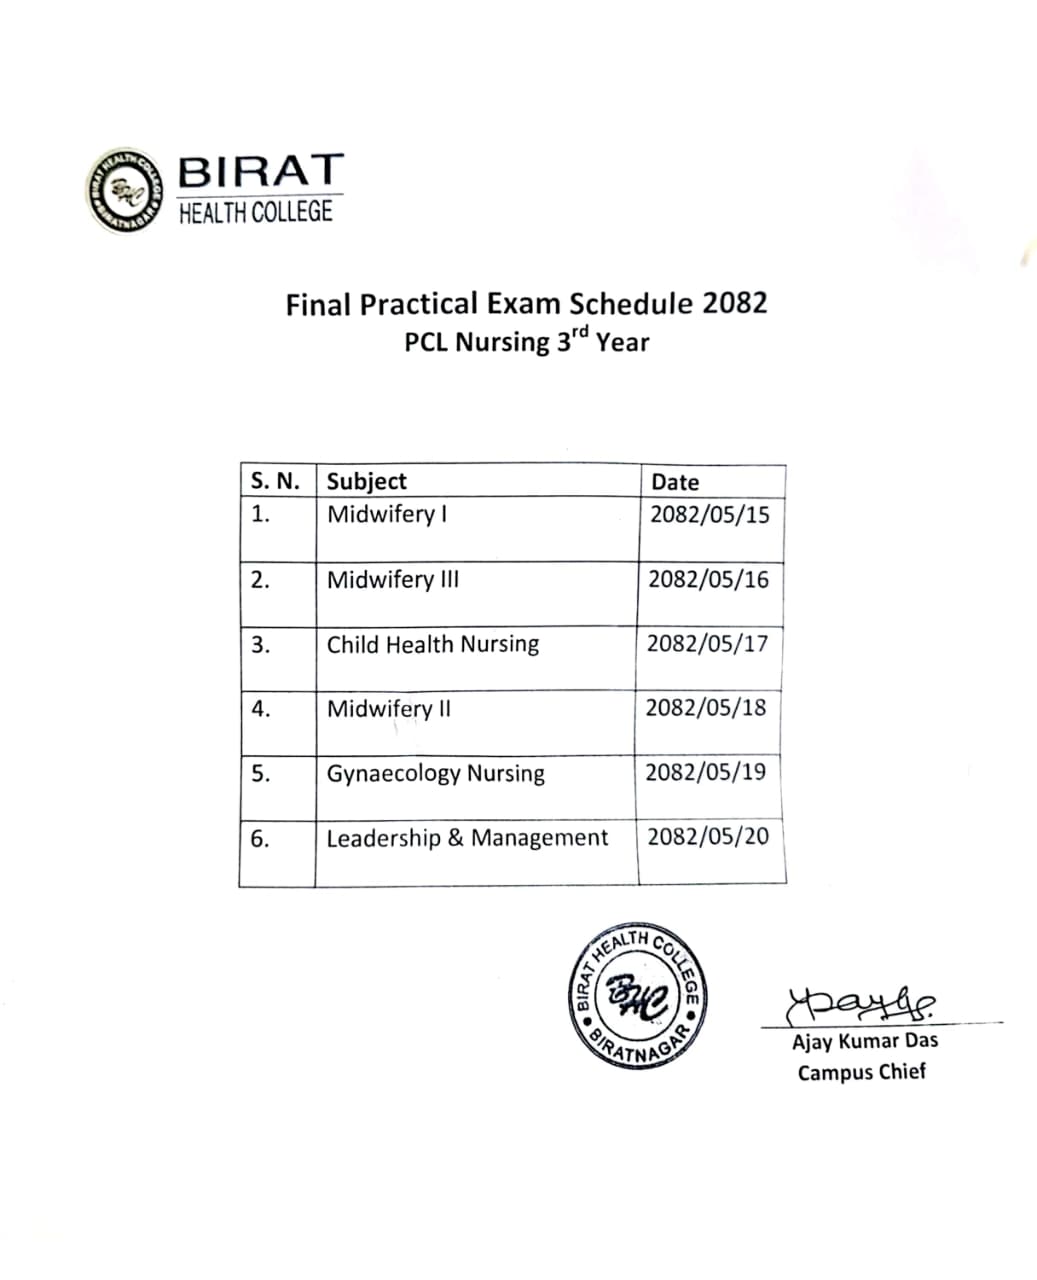 BIRAT HEALTH COLLEGE
BHC
BIRATNAGAR
BIRAT
HEALTH COLLEGE
Final Practical Exam Schedule 2082
PCL Nursing 3rd Year
S. N. Subject Date
1. Midwifery I 2082/05/15
2. Midwifery III 2082/05/16
3. Child Health Nursing 2082/05/17
4. Midwifery II 2082/05/18
5. Gynaecology Nursing 2082/05/19
6. Leadership & Management 2082/05/20
BIRAT HEALTH COLLEGE
BHC
BIRATNAGAR
Ajay Kumar Das
Campus Chief